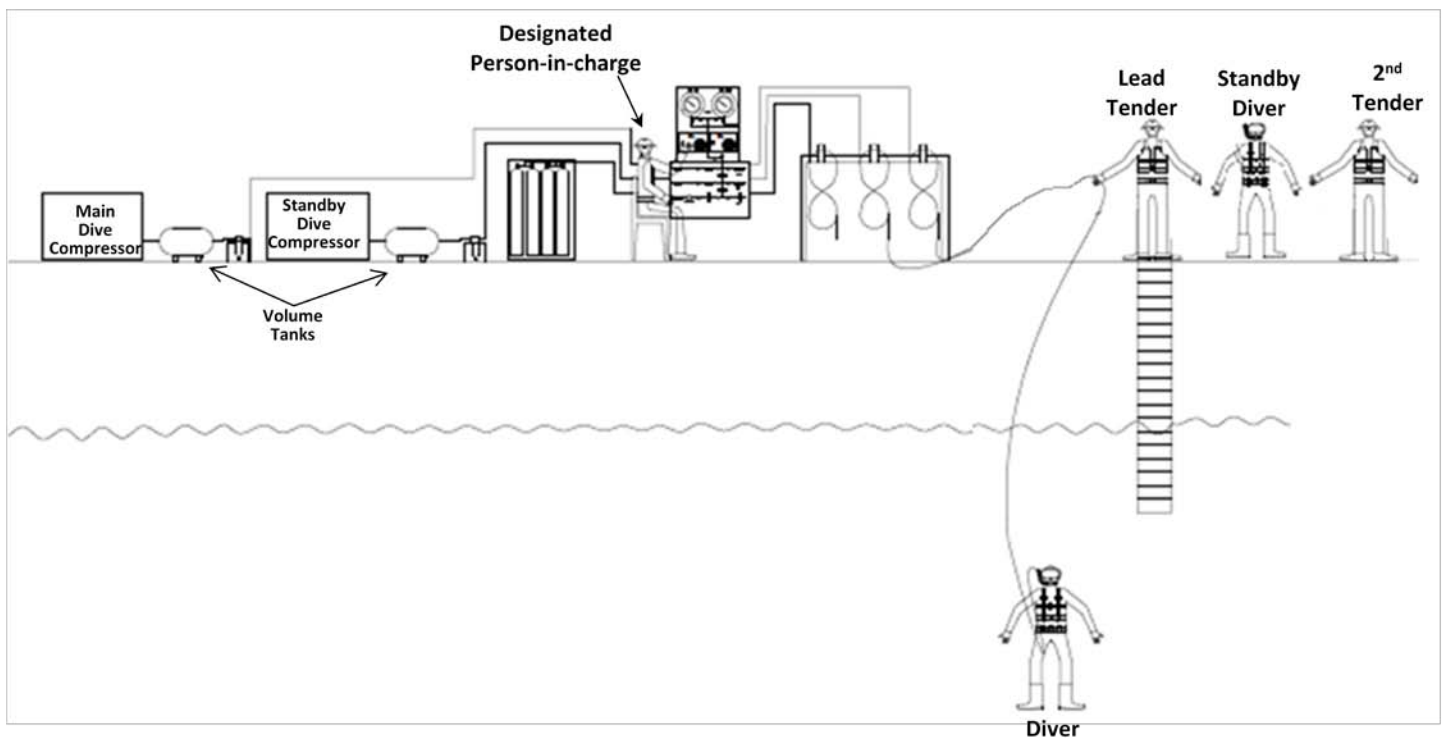 Designated
Person-in-charge
Lead
Tender
Standby
Diver
2nd
Tender
Main
Dive
Compressor
Standby
Dive
Compressor
Volume
Tanks
Diver